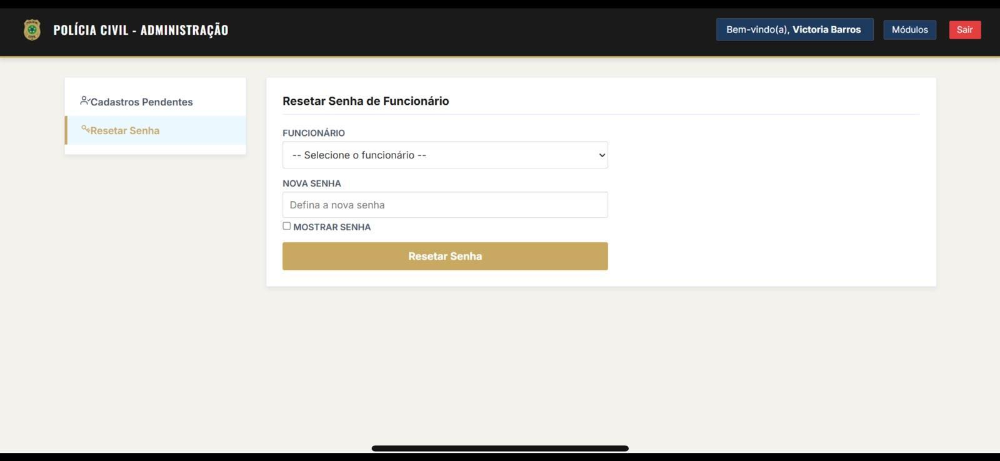 POLÍCIA CIVIL - ADMINISTRAÇÃO
Bem-vindo(a), Victoria Barros
Módulos
Sair
Cadastros Pendentes
Resetar Senha
Resetar Senha de Funcionário
FUNCIONÁRIO
-- Selecione o funcionário --
NOVA SENHA
Defina a nova senha
MOSTRAR SENHA
Resetar Senha